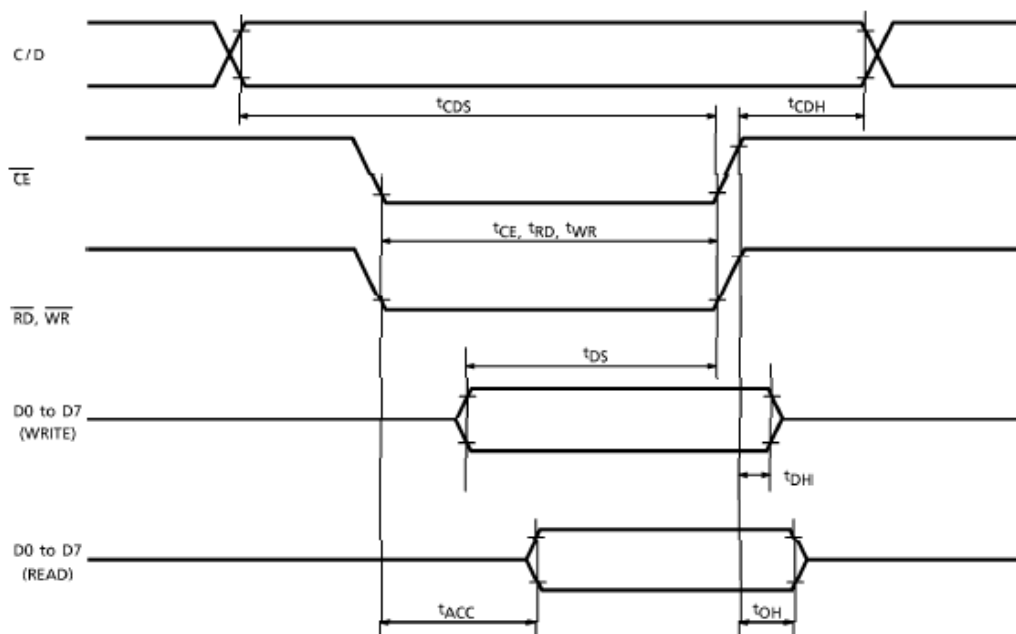 C/D
tCDS
tCDH
CE
tCE, tRD, tWR
RD, WR
tDS
D0 to D7
(WRITE)
tDH
D0 to D7
(READ)
tACC
tOH